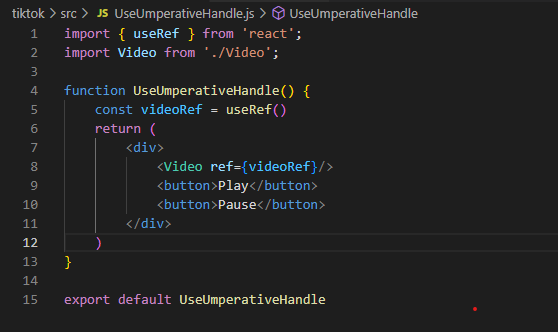 tiktok > src > JS UseUmperativeHandle.js > UseUmperativeHandle
1 import { useRef } from 'react';
2 import Video from './Video';
3
4 function UseUmperativeHandle() {
5 const videoRef = useRef()
6 return (
7 <div>
8 <Video ref={videoRef}/>
9 <button>Play</button>
10 <button>Pause</button>
11 </div>
12 )
13 }
14
15 export default UseUmperativeHandle